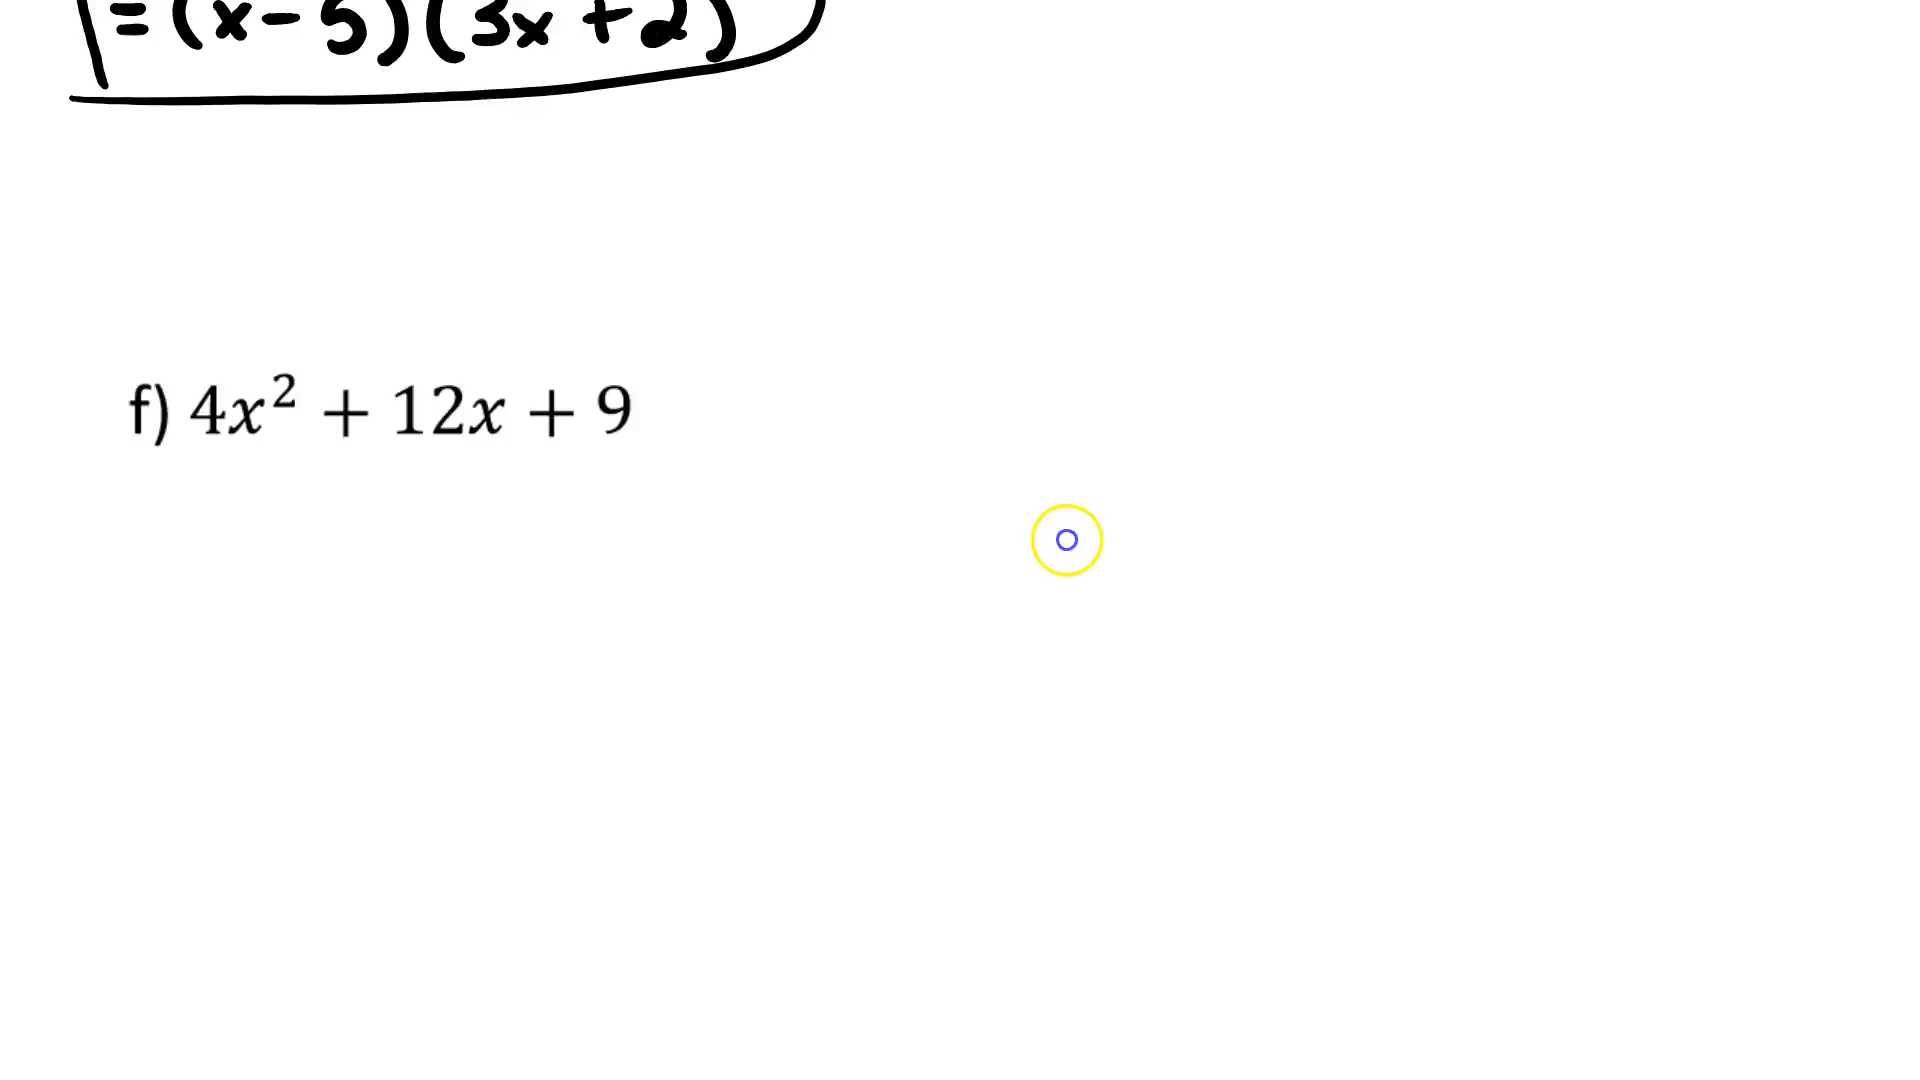 =(x-5)(3x+2)
f) 4x² + 12x + 9